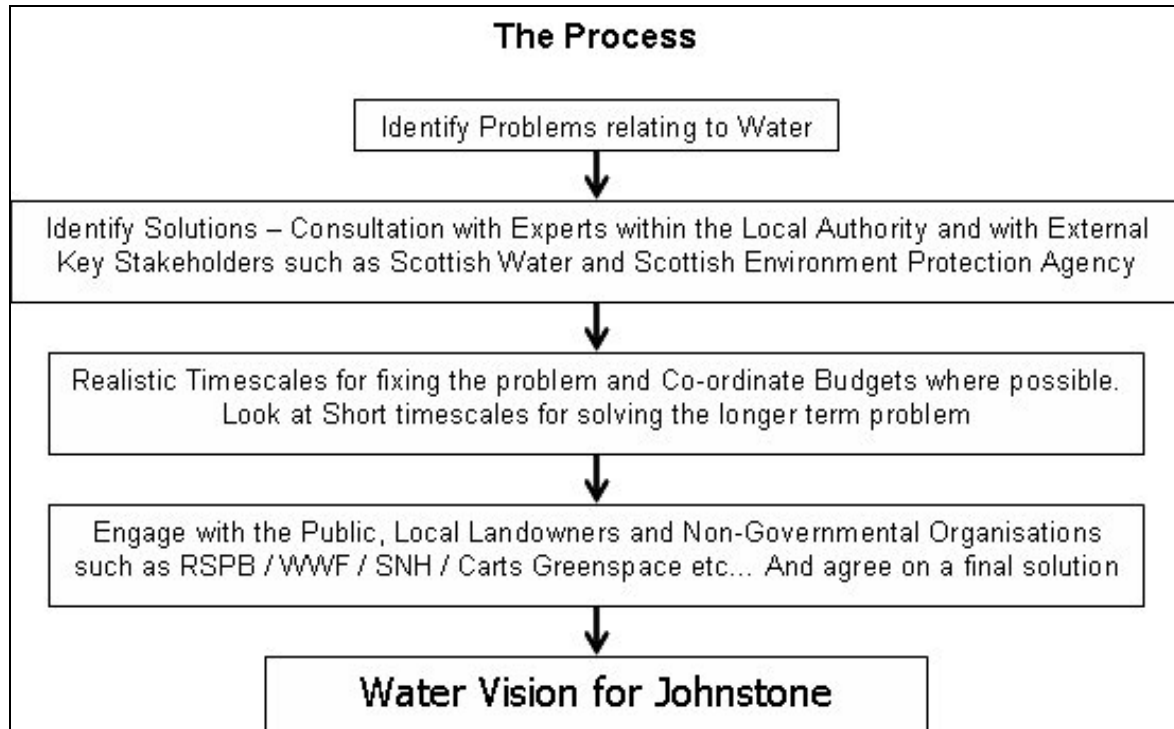 The Process
Identify Problems relating to Water
Identify Solutions – Consultation with Experts within the Local Authority and with External
Key Stakeholders such as Scottish Water and Scottish Environment Protection Agency
Realistic Timescales for fixing the problem and Co-ordinate Budgets where possible.
Look at Short timescales for solving the longer term problem
Engage with the Public, Local Landowners and Non-Governmental Organisations
such as RSPB / WWF / SNH / Carts Greenspace etc... And agree on a final solution
Water Vision for Johnstone